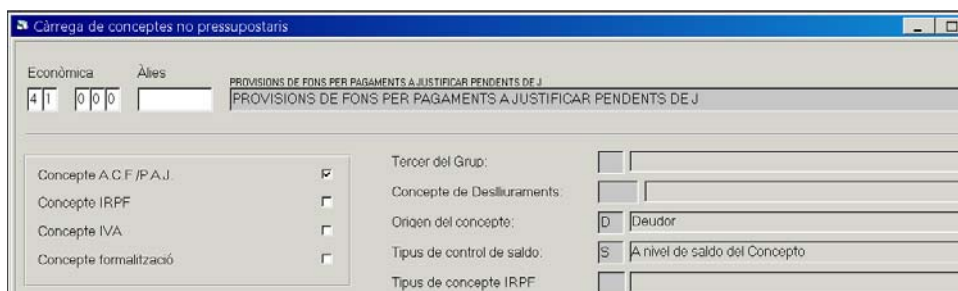 Càrrega de conceptes no pressupostaris
Econòmica Àlies
PROVISIONS DE FONS PER PAGAMENTS A JUSTIFICAR PENDENTS DE J
4 1 0 0 0 PROVISIONS DE FONS PER PAGAMENTS A JUSTIFICAR PENDENTS DE J
Concepte A.C.F./P.A.J.
Concepte IRPF
Concepte IVA
Concepte formalització
Tercer del Grup:
Concepte de Deslliuraments:
Origen del concepte: D Deudor
Tipus de control de saldo: S A nivel de saldo del Concepto
Tipus de concepte IRPF